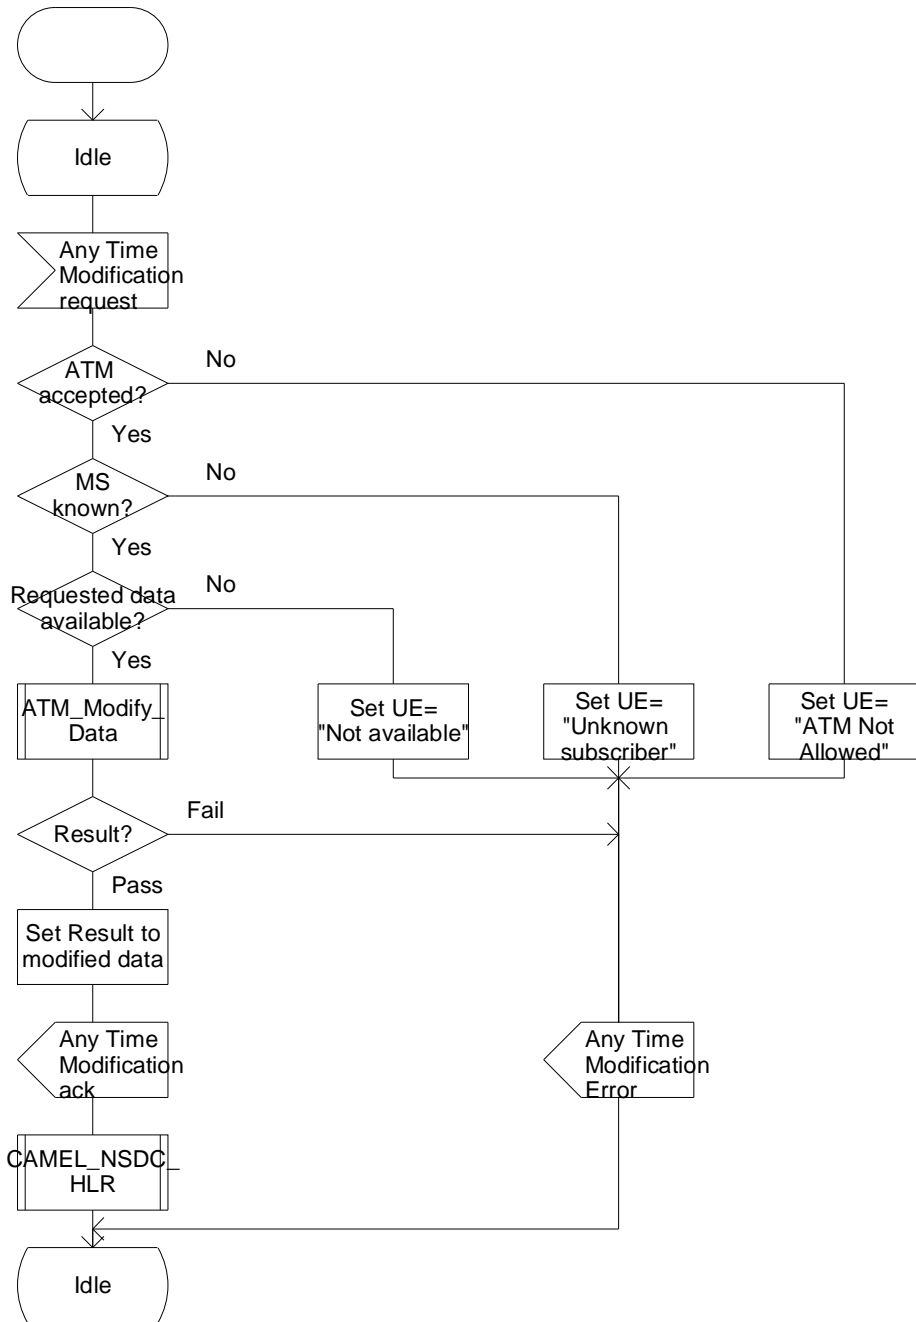 Idle
Any Time
Modification
request
ATM
accepted?
No
Yes
MS
known?
No
Yes
Requested data
available?
No
Yes
ATM_Modify_
Data
Set UE=
"Not available"
Set UE=
"Unknown
subscriber"
Set UE=
"ATM Not
Allowed"
Result?
Fail
Pass
Set Result to
modified data
Any Time
Modification
ack
Any Time
Modification
Error
CAMEL_NSDC_
HLR
Idle